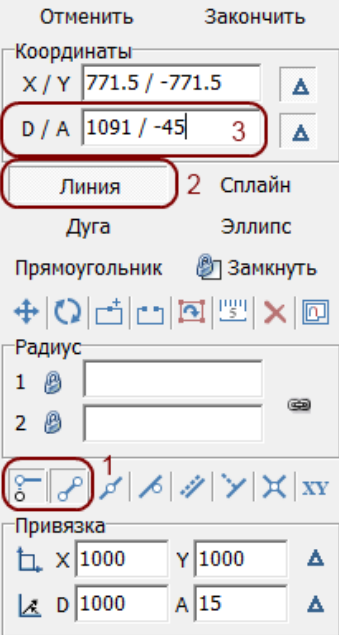 Отменить Закончить
Координаты
X / Y 771.5 / -771.5
D / A 1091 / -45 3
Линия 2 Сплайн
Дуга Эллипс
Прямоугольник Замкнуть
5
Радиус
1
2
1
XY
Привязка
X 1000 Y 1000
D 1000 A 15